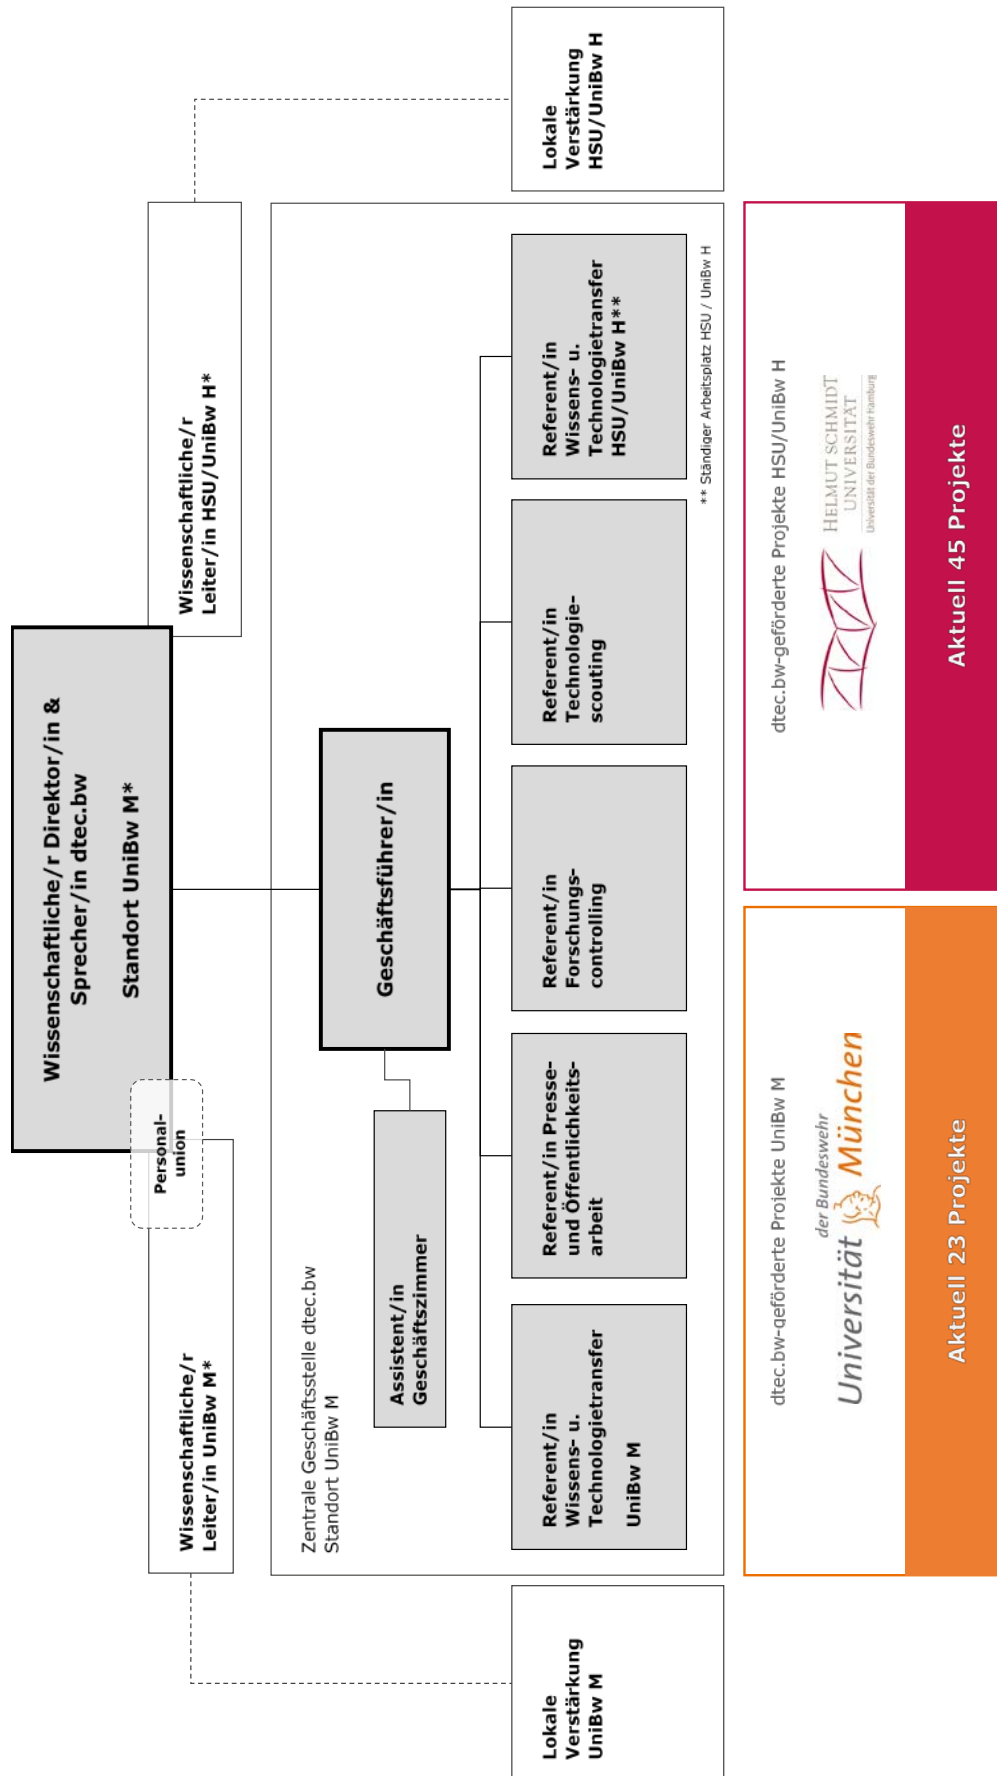 Wissenschaftliche/r Direktor/in &
Sprecher/in dtec.bw
Standort UniBw M*
Personal-
union
Wissenschaftliche/r
Leiter/in UniBw M*
Wissenschaftliche/r
Leiter/in HSU/UniBw H*
Zentrale Geschäftsstelle dtec.bw
Standort UniBw M
Geschäftsführer/in
Assistent/in
Geschäftszimmer
Lokale
Verstärkung
UniBw M
Referent/in
Wissens- u.
Technologietransfer
UniBw M
Referent/in Presse-
und Öffentlichkeits-
arbeit
Referent/in
Forschungs-
controlling
Referent/in
Technologie-
scouting
Referent/in
Wissens- u.
Technologietransfer
HSU/UniBw H**
Lokale
Verstärkung
HSU/UniBw H
** Ständiger Arbeitsplatz HSU / UniBw H
dtec.bw-geförderte Projekte UniBw M
der Bundeswehr
Universität München
Aktuell 23 Projekte
dtec.bw-geförderte Projekte HSU/UniBw H
HELMUT SCHMIDT
UNIVERSITÄT
Universität der Bundeswehr Hamburg
Aktuell 45 Projekte